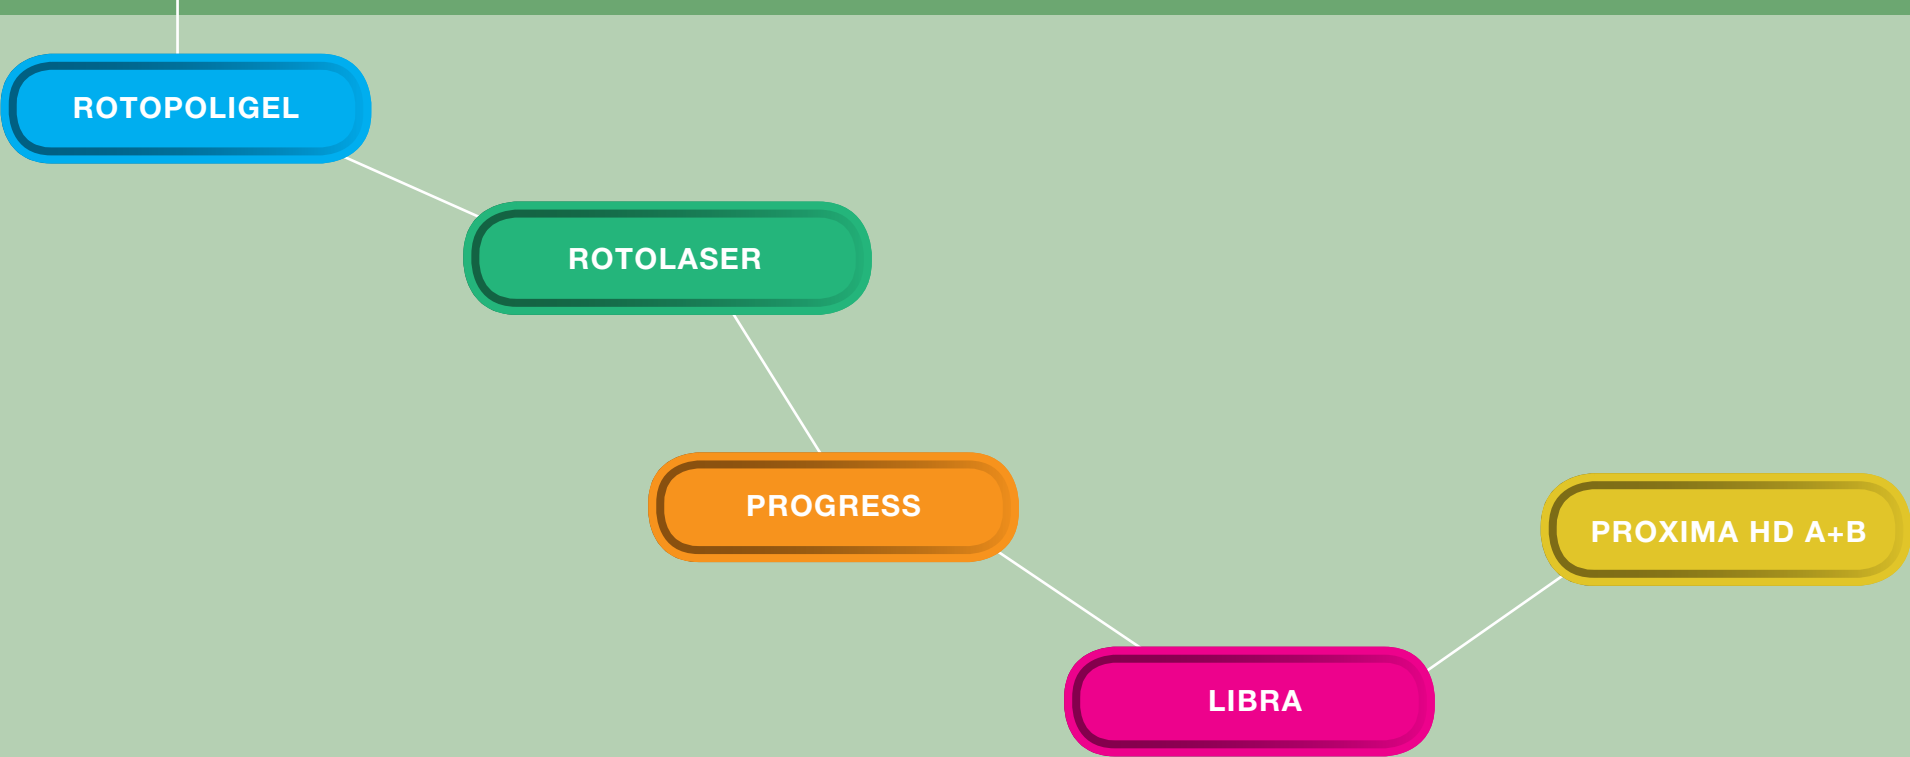 ROTOPOLIGEL
ROTOLASER
PROGRESS
PROXIMA HD A+B
LIBRA